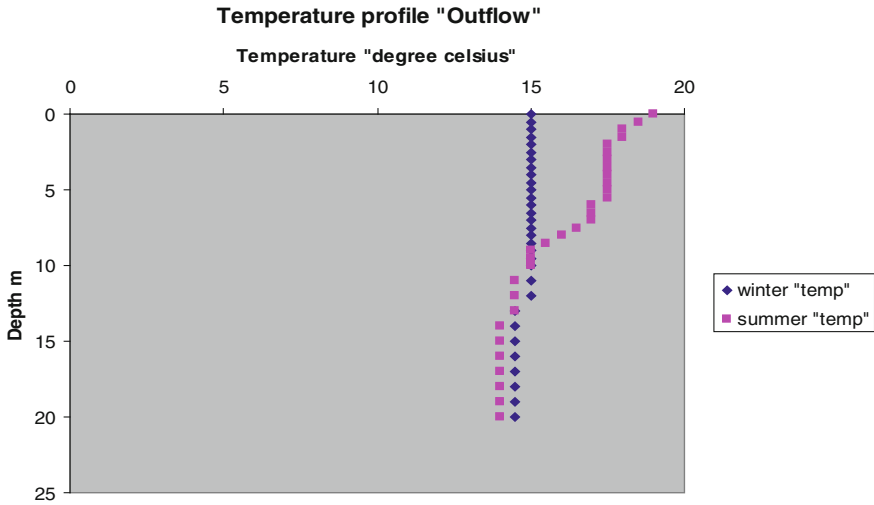 Temperature profile "Outflow"
Temperature "degree celsius"
0 5 10 15 20
0
5
10
15
20
25
Depth m
winter "temp"
summer "temp"